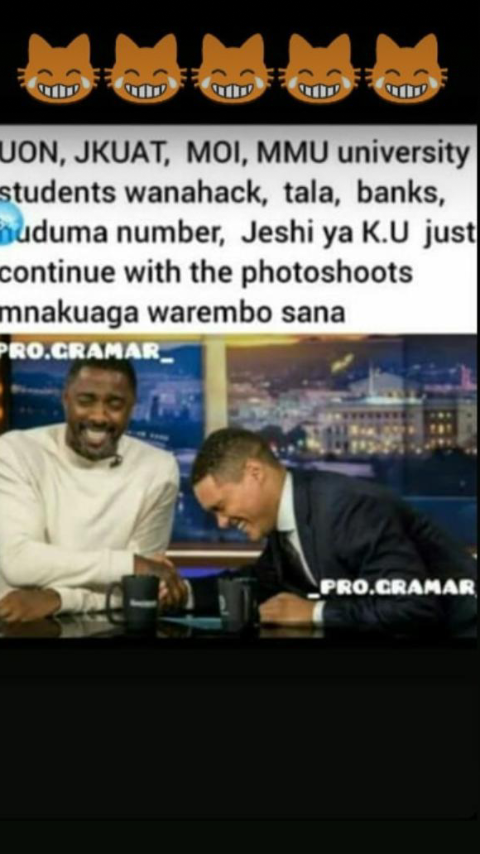 UON, JKUAT, MOI, MMU university
students wanahack, tala, banks,
huduma number, Jeshi ya K.U just
continue with the photoshoots
mnakuaga warembo sana
PRO.GRAMAR_
_PRO.GRAMAR